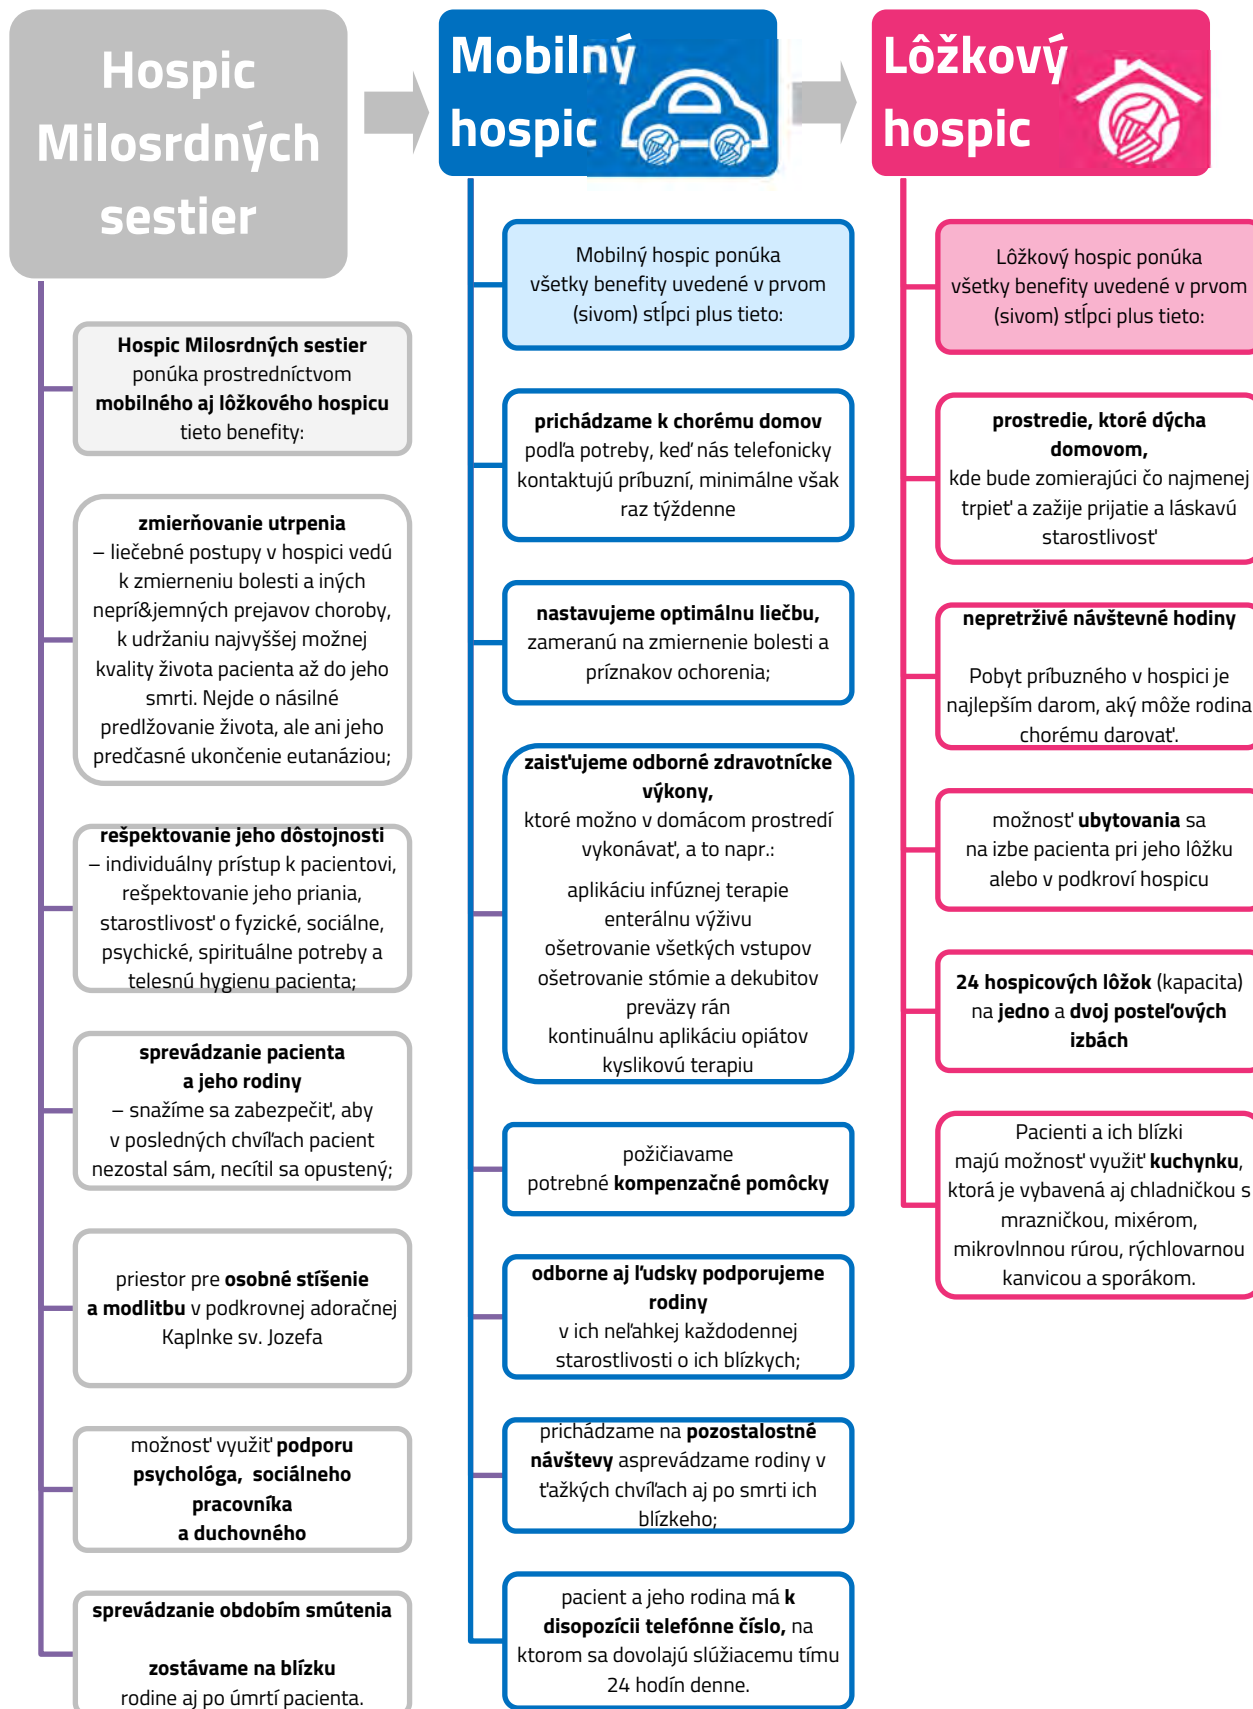 Hospic
Milosrdných
sestier
Hospic Milosrdných sestier
ponúka prostredníctvom
mobilného aj lôžkového hospicu
tieto benefity:
zmierňovanie utrpenia
– liečebné postupy v hospici vedú
k zmierneniu bolesti a iných
neprí&jemných prejavov choroby,
k udržaniu najvyššej možnej
kvality života pacienta až do jeho
smrti. Nejde o násilné
predlžovanie života, ale ani jeho
predčasné ukončenie eutanáziou;
rešpektovanie jeho dôstojnosti
– individuálny prístup k pacientovi,
rešpektovanie jeho priania,
starostlivosť o fyzické, sociálne,
psychické, spirituálne potreby a
telesnú hygienu pacienta;
sprevádzanie pacienta
a jeho rodiny
– snažíme sa zabezpečiť, aby
v posledných chvíľach pacient
nezostal sám, necítil sa opustený;
priestor pre osobné stíšenie
a modlitbu v podkrovnej adoračnej
Kaplnke sv. Jozefa
možnosť využiť podporu
psychológa, sociálneho
pracovníka
a duchovného
sprevádzanie obdobím smútenia
zostávame na blízku
rodine aj po úmrtí pacienta.
Mobilný
hospic
Mobilný hospic ponúka
všetky benefity uvedené v prvom
(sivom) stĺpci plus tieto:
prichádzame k chorému domov
podľa potreby, keď nás telefonicky
kontaktujú príbuzní, minimálne však
raz týždenne
nastavujeme optimálnu liečbu,
zameranú na zmiernenie bolesti a
príznakov ochorenia;
zaisťujeme odborné zdravotnícke
výkony,
ktoré možno v domácom prostredí
vykonávať, a to napr.:
aplikáciu infúznej terapie
enterálnu výživu
ošetrovanie všetkých vstupov
ošetrovanie stómie a dekubitov
preväzy rán
kontinuálnu aplikáciu opiátov
kyslikovú terapiu
požičiavame
potrebné kompenzačné pomôcky
odborne aj ľudsky podporujeme
rodiny
v ich neľahkej každodennej
starostlivosti o ich blízkych;
prichádzame na pozostalostné
návštevy asprevádzame rodiny v
ťažkých chvíľach aj po smrti ich
blízkeho;
pacient a jeho rodina má k
dispozícii telefónne číslo, na
ktorom sa dovolajú slúžiacemu tímu
24 hodín denne.
Lôžkový
hospic
Lôžkový hospic ponúka
všetky benefity uvedené v prvom
(sivom) stĺpci plus tieto:
prostredie, ktoré dýcha
domovom,
kde bude zomierajúci čo najmenej
trpieť a zažije prijatie a láskavú
starostlivosť
nepretrživé návštevné hodiny
Pobyt príbuzného v hospici je
najlepším darom, aký môže rodina
chorému darovať.
možnosť ubytovania sa
na izbe pacienta pri jeho lôžku
alebo v podkroví hospicu
24 hospicových lôžok (kapacita)
na jedno a dvoj posteľových
izbách
Pacienti a ich blízki
majú možnosť využiť kuchynku,
ktorá je vybavená aj chladničkou s
mrazničkou, mixérom,
mikrovlnnou rúrou, rýchlovarnou
kanvicou a sporákom.